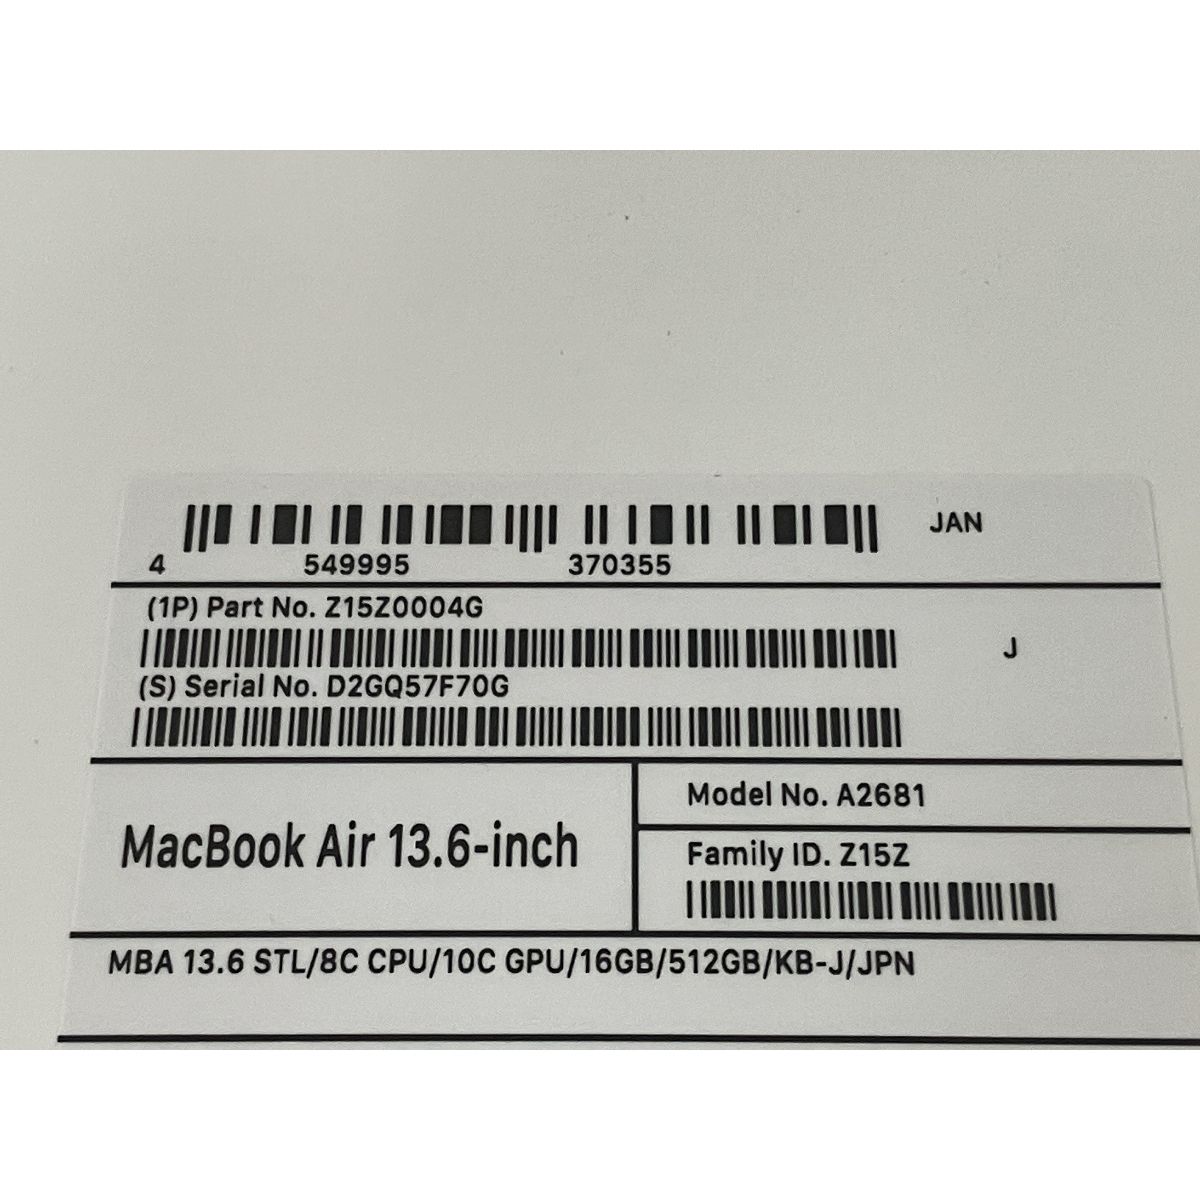 JAN
4 549995 370355
(1P) Part No. Z15Z0004G
J
(S) Serial No. D2GQ57F70G
MacBook Air 13.6-inch
Model No. A2681
Family ID. Z15Z
MBA 13.6 STL/8C CPU/10C GPU/16GB/512GB/KB-J/JPN